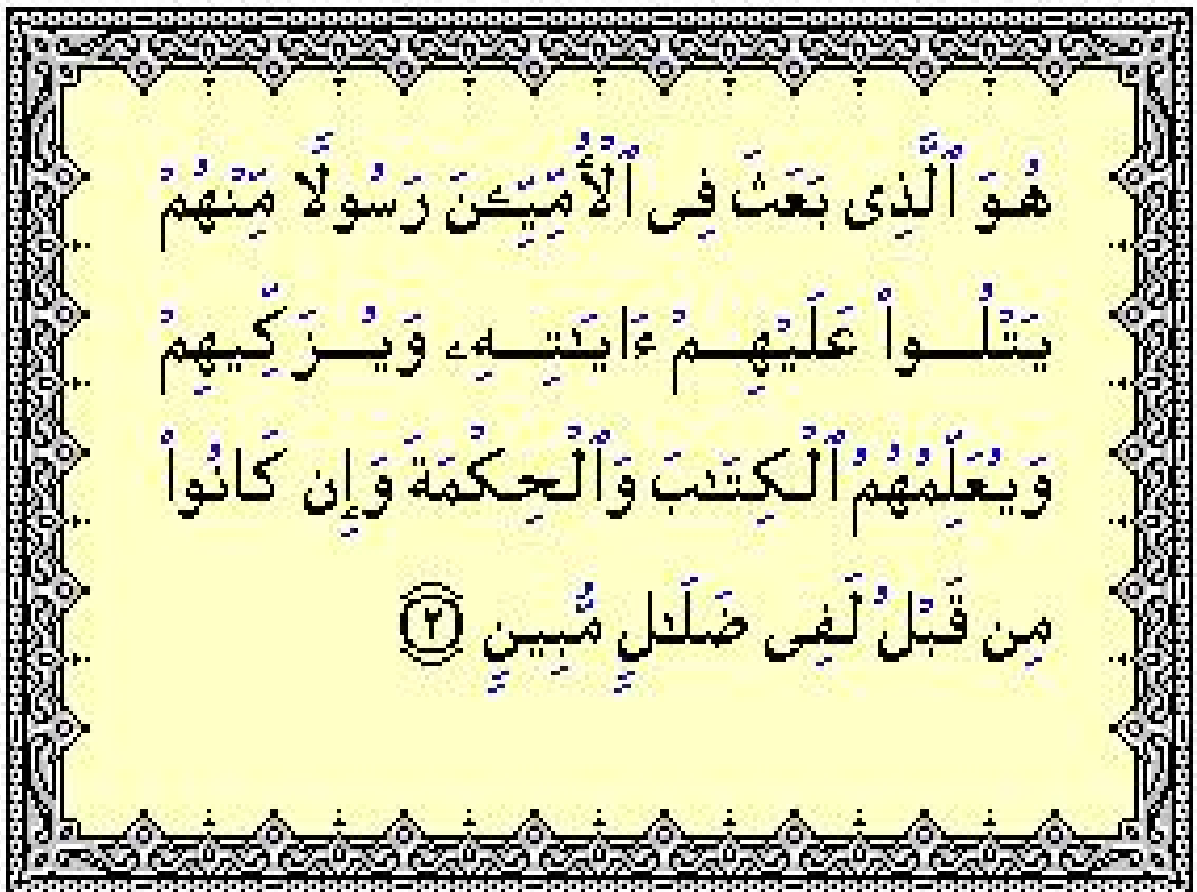 هُوَ ٱلَّذِى بَعَثَ فِى ٱلْأُمِّيِّـۧنَ رَسُولًا مِّنْهُمْ
يَتْلُوا۟ عَلَيْهِمْ ءَايَـٰتِهِۦ وَيُزَكِّيهِمْ
وَيُعَلِّمُهُمُ ٱلْكِتَـٰبَ وَٱلْحِكْمَةَ وَإِن كَانُوا۟
مِن قَبْلُ لَفِى ضَلَـٰلٍ مُّبِينٍ ٢